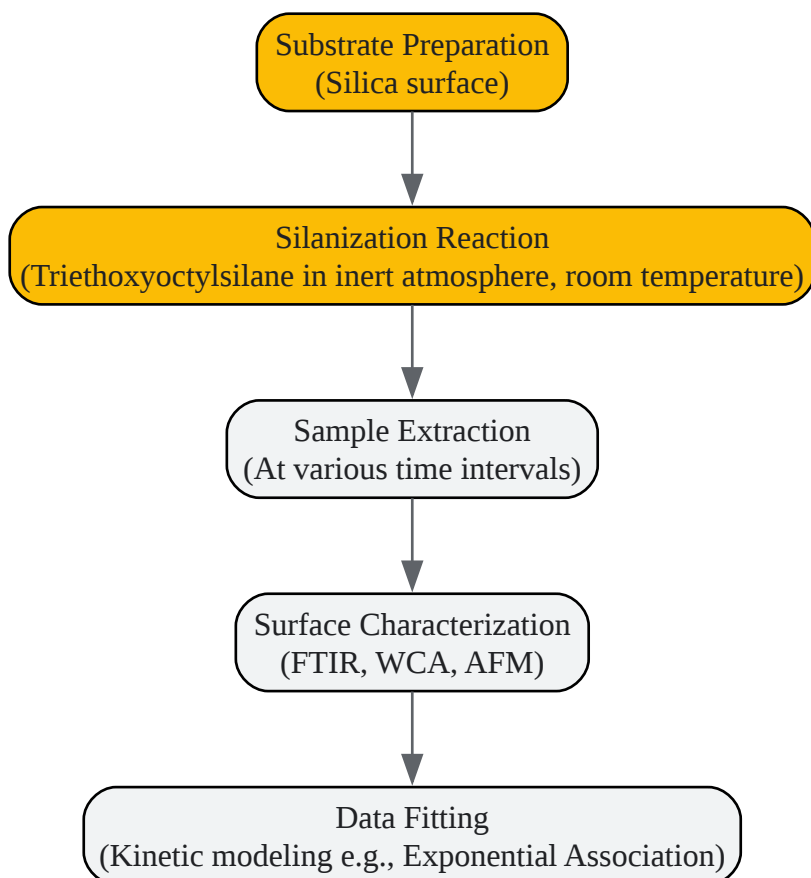 Substrate Preparation
(Silica surface)
Silanization Reaction
(Triethoxyoctylsilane in inert atmosphere, room temperature)
Sample Extraction
(At various time intervals)
Surface Characterization
(FTIR, WCA, AFM)
Data Fitting
(Kinetic modeling e.g., Exponential Association)